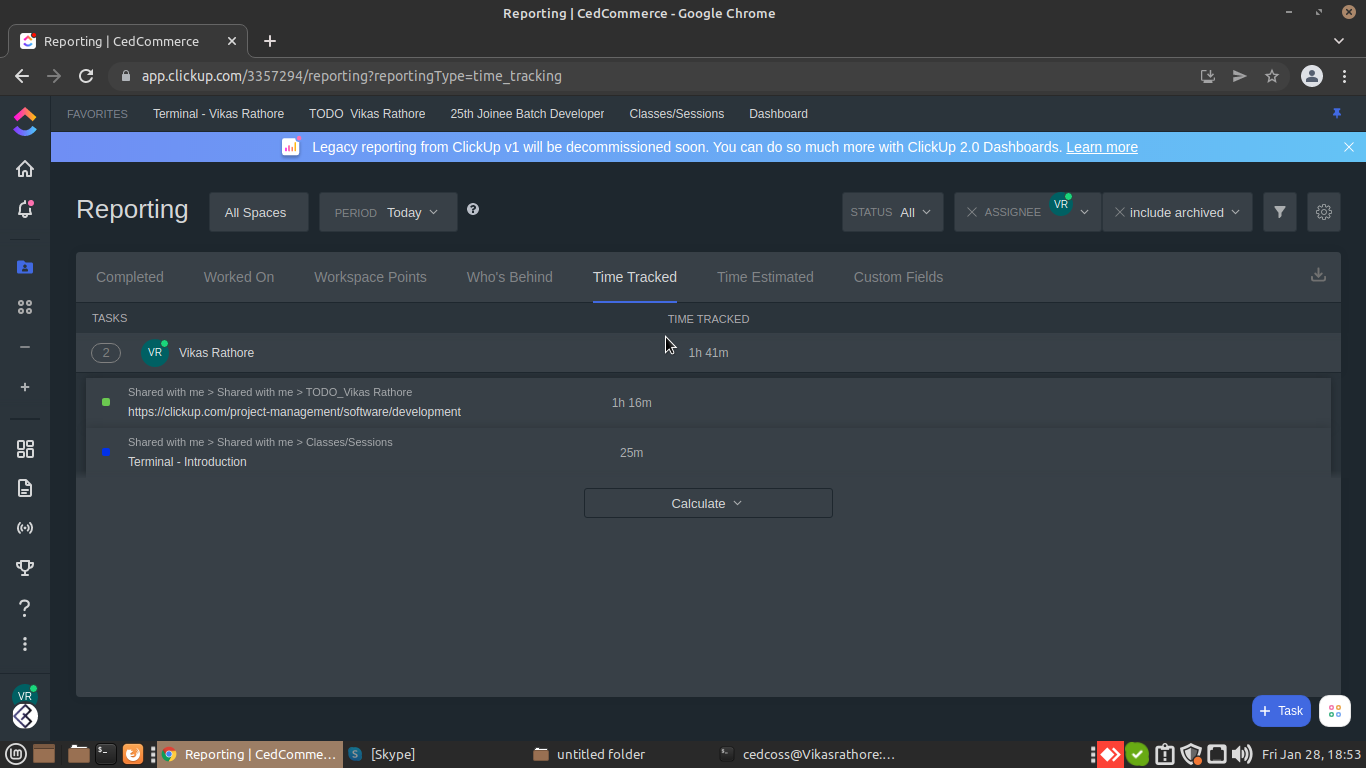 Reporting | CedCommerce - Google Chrome
Reporting | CedCommerce
app.clickup.com/3357294/reporting?reportingType=time_tracking
FAVORITES Terminal - Vikas Rathore TODO_Vikas Rathore 25th Joinee Batch Developer Classes/Sessions Dashboard
Legacy reporting from ClickUp v1 will be decommissioned soon. You can do so much more with ClickUp 2.0 Dashboards. Learn more
Reporting All Spaces PERIOD Today ? STATUS All ASSIGNEE VR include archived
Completed Worked On Workspace Points Who's Behind Time Tracked Time Estimated Custom Fields
TASKS TIME TRACKED
2 VR Vikas Rathore 1h 41m
Shared with me > Shared with me > TODO_Vikas Rathore
https://clickup.com/project-management/software/development 1h 16m
Shared with me > Shared with me > Classes/Sessions
Terminal - Introduction 25m
Calculate
VR
+ Task
Reporting | CedComme... [Skype] untitled folder cedcoss@Vikasrathore:... Fri Jan 28, 18:53